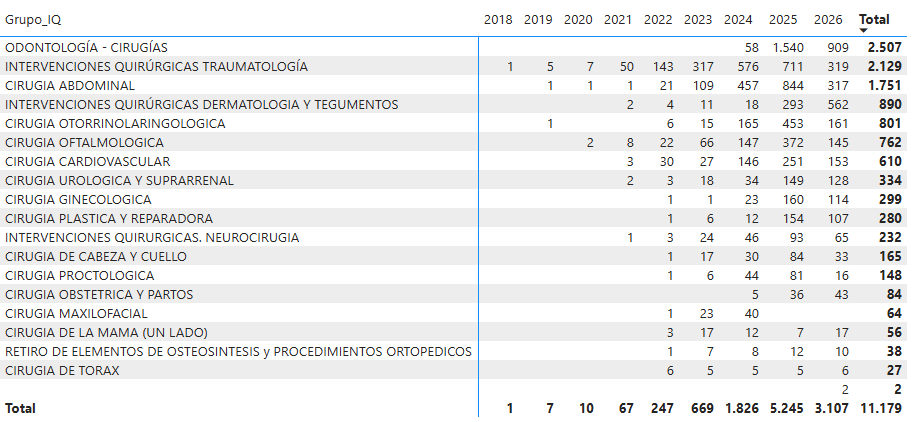 Grupo_IQ 2018 2019 2020 2021 2022 2023 2024 2025 2026 Total
ODONTOLOGÍA - CIRUGÍAS 58 1.540 909 2.507
INTERVENCIONES QUIRÚRGICAS TRAUMATOLOGÍA 1 5 7 50 143 317 576 711 319 2.129
CIRUGIA ABDOMINAL 1 1 1 21 109 457 844 317 1.751
INTERVENCIONES QUIRÚRGICAS DERMATOLOGIA Y TEGUMENTOS 2 4 11 18 293 562 890
CIRUGIA OTORRINOLARINGOLOGICA 1 6 15 165 453 161 801
CIRUGIA OFTALMOLOGICA 2 8 22 66 147 372 145 762
CIRUGIA CARDIOVASCULAR 3 30 27 146 251 153 610
CIRUGIA UROLOGICA Y SUPRARRENAL 2 3 18 34 149 128 334
CIRUGIA GINECOLOGICA 1 1 23 160 114 299
CIRUGIA PLASTICA Y REPARADORA 1 6 12 154 107 280
INTERVENCIONES QUIRURGICAS. NEUROCIRUGIA 1 3 24 46 93 65 232
CIRUGIA DE CABEZA Y CUELLO 1 17 30 84 33 165
CIRUGIA PROCTOLOGICA 1 6 44 81 16 148
CIRUGIA OBSTETRICA Y PARTOS 5 36 43 84
CIRUGIA MAXILOFACIAL 1 23 40 64
CIRUGIA DE LA MAMA (UN LADO) 3 17 12 7 17 56
RETIRO DE ELEMENTOS DE OSTEOSINTESIS y PROCEDIMIENTOS ORTOPEDICOS 1 7 8 12 10 38
CIRUGIA DE TORAX 6 5 5 5 6 27
2 2
Total 1 7 10 67 247 669 1.826 5.245 3.107 11.179